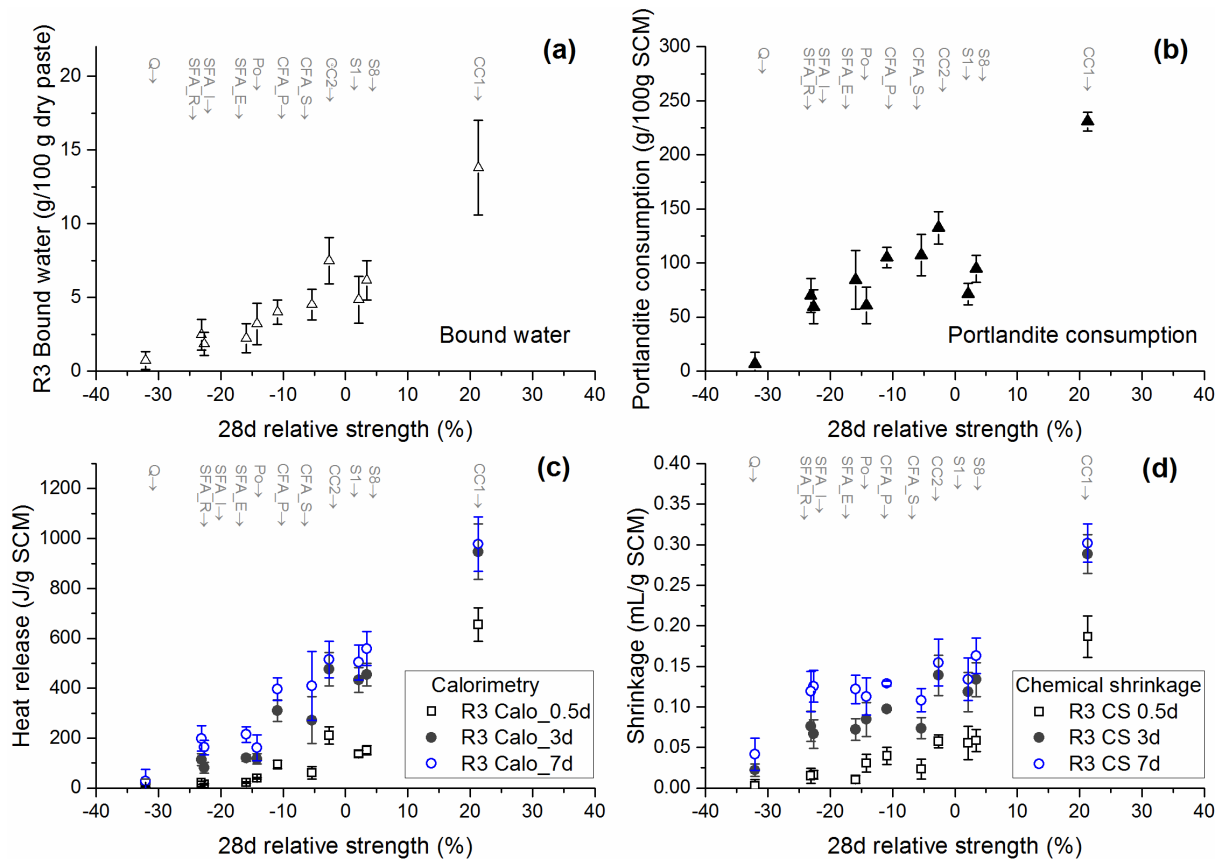 (a)
Q→
SFA_R→
SFA_I→
SFA_E→
Po→
CFA_P→
CFA_S→
CC2→
S1→
S8→
CC1→
R3 Bound water (g/100 g dry paste)
20
15
10
5
0
Bound water
-40 -30 -20 -10 0 10 20 30 40
28d relative strength (%)
(b)
Q→
SFA_R→
SFA_I→
SFA_E→
Po→
CFA_P→
CFA_S→
CC2→
S1→
S8→
CC1→
Portlandite consumption (g/100g SCM)
300
250
200
150
100
50
0
Portlandite consumption
-40 -30 -20 -10 0 10 20 30 40
28d relative strength (%)
(c)
Q→
SFA_R→
SFA_I→
SFA_E→
Po→
CFA_P→
CFA_S→
CC2→
S1→
S8→
CC1→
Heat release (J/g SCM)
1200
1000
800
600
400
200
0
Calorimetry
R3 Calo_0.5d
R3 Calo_3d
R3 Calo_7d
-40 -30 -20 -10 0 10 20 30 40
28d relative strength (%)
(d)
Q→
SFA_R→
SFA_I→
SFA_E→
Po→
CFA_P→
CFA_S→
CC2→
S1→
S8→
CC1→
Shrinkage (mL/g SCM)
0.40
0.35
0.30
0.25
0.20
0.15
0.10
0.05
0.00
Chemical shrinkage
R3 CS 0.5d
R3 CS 3d
R3 CS 7d
-40 -30 -20 -10 0 10 20 30 40
28d relative strength (%)